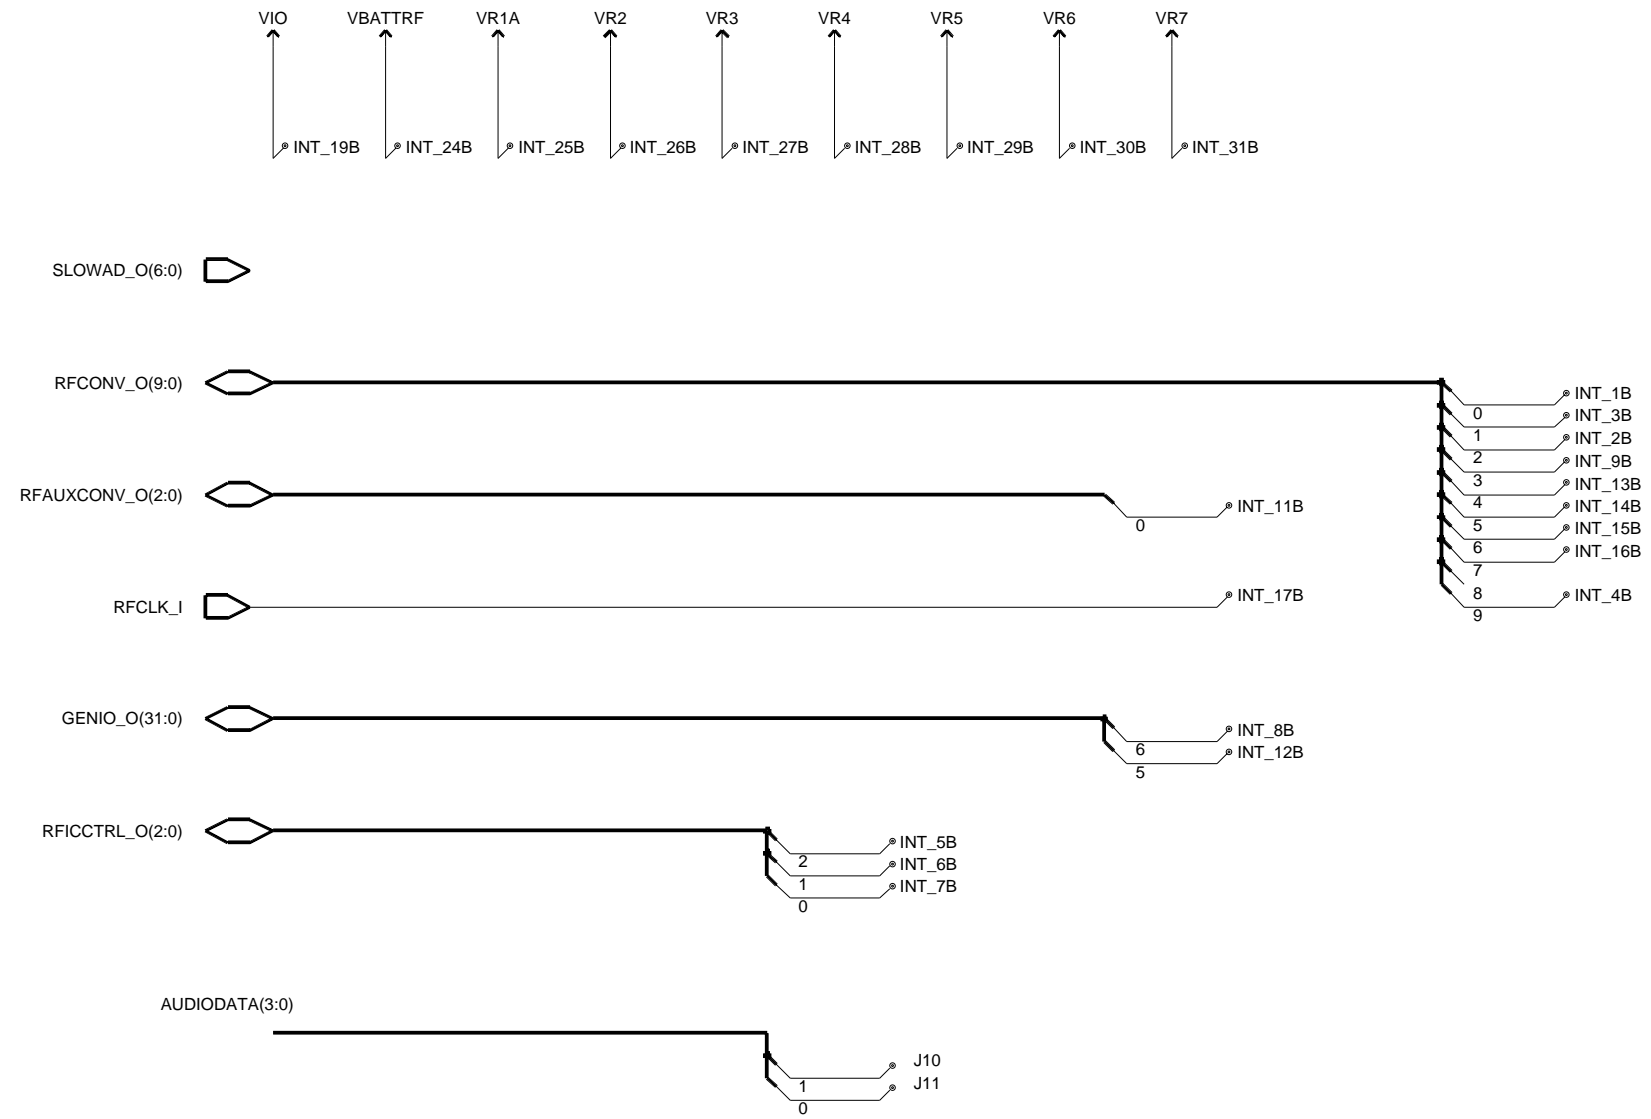 VIO VBATTRF VR1A VR2 VR3 VR4 VR5 VR6 VR7
INT_19B INT_24B INT_25B INT_26B INT_27B INT_28B INT_29B INT_30B INT_31B
SLOWAD_O(6:0)
RFCONV_O(9:0)
INT_1B
0
INT_3B
1
INT_2B
2
INT_9B
3
INT_13B
4
INT_14B
5
INT_15B
6
INT_16B
7
8
INT_4B
9
RFAUXCONV_O(2:0)
INT_11B
0
RFCLK_I
INT_17B
GENIO_O(31:0)
INT_8B
6
INT_12B
5
RFICCTRL_O(2:0)
INT_5B
2
INT_6B
1
INT_7B
0
AUDIODATA(3:0)
J10
1
J11
0